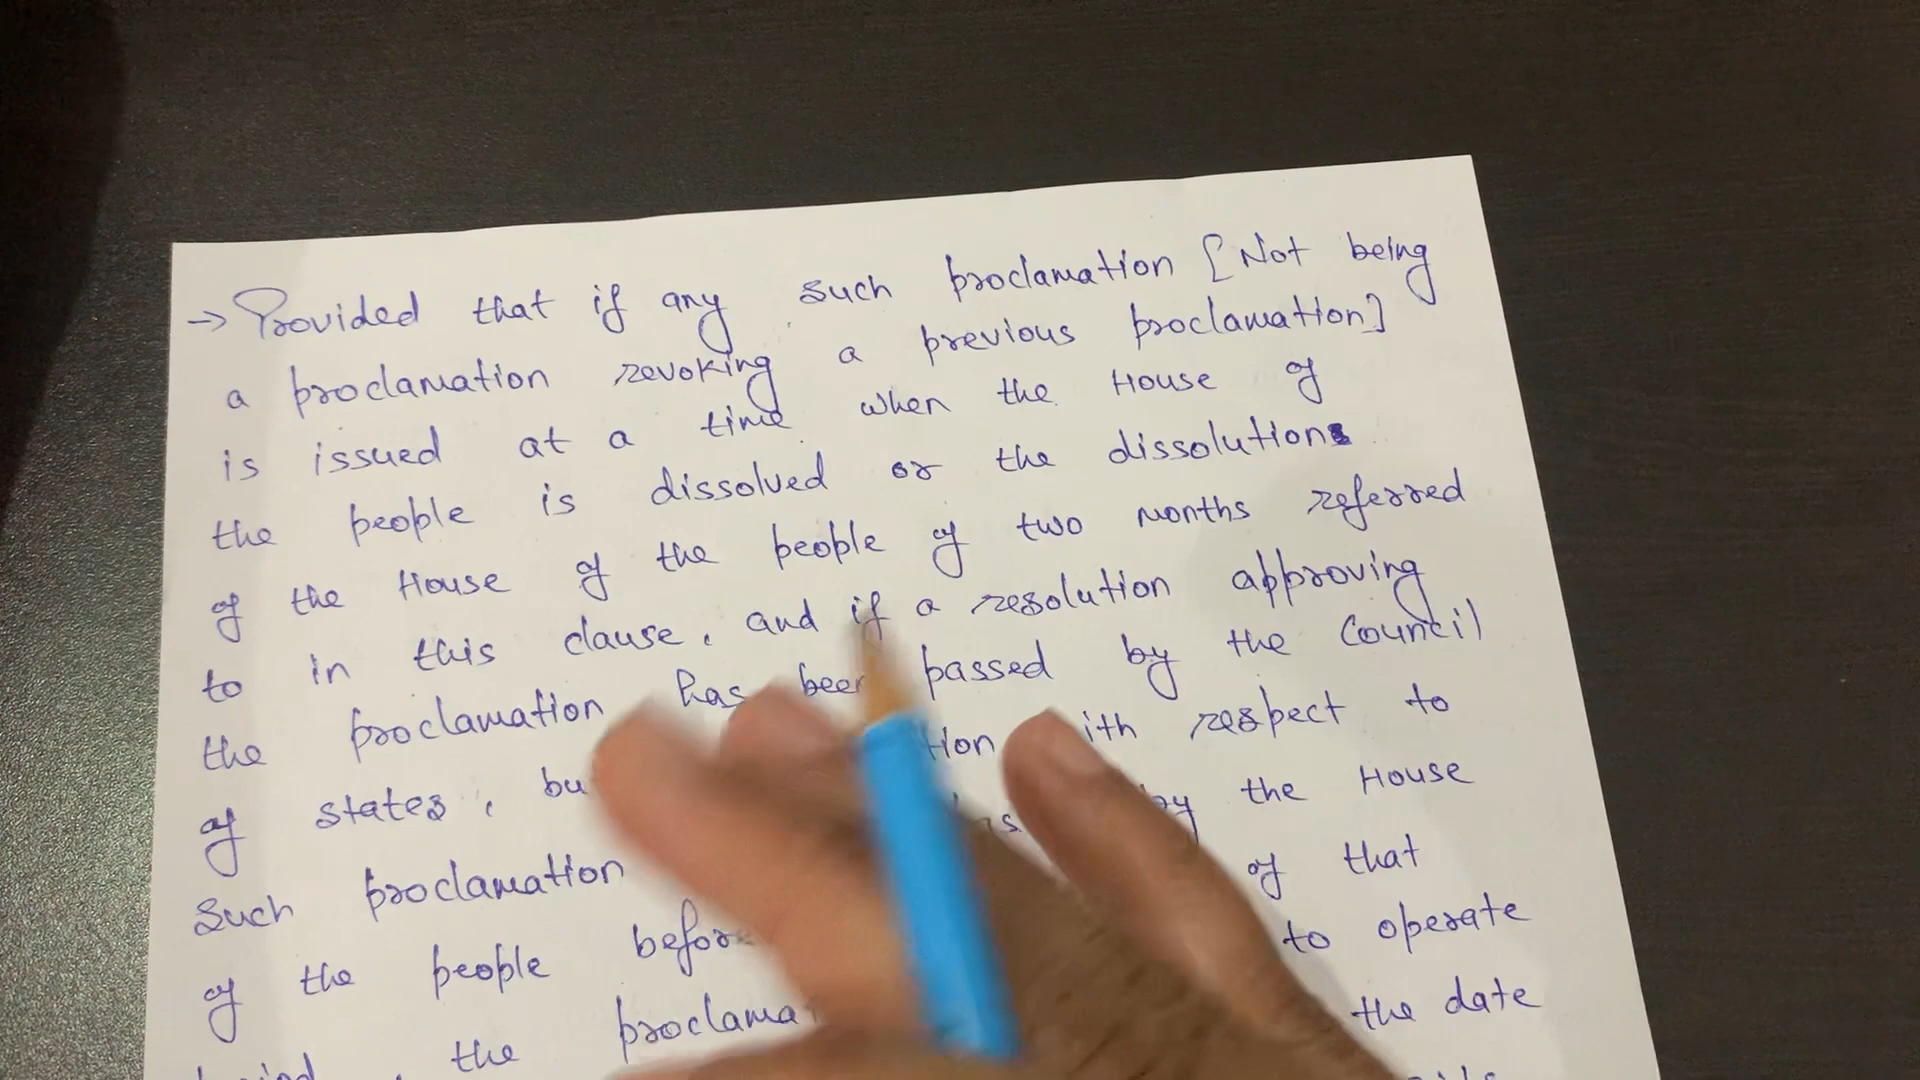 → Provided that if any such proclamation [Not being
a proclamation revoking a previous proclamation]
is issued at a time when the House of
the people is dissolved or the dissolution
of the House of the people of two months referred
to in this clause, and if a resolution approving
the proclamation has been passed by the Council
of states, with respect to
Such proclamation by the House
of the people of that
the proclama to operate
the date